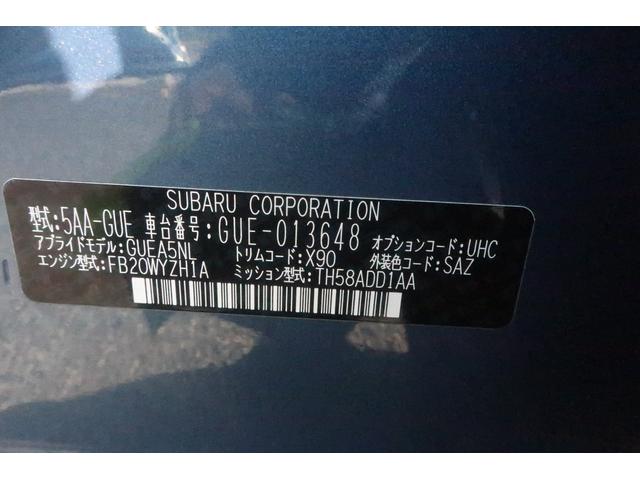 SUBARU CORPORATION
型式:5AA-GUE 車台番号:GUE-013648
アプライドモデル:GUEA5NL トリムコード:X90 オプションコード:UHC
エンジン型式:FB20WYZH1A ミッション型式:TH58ADD1AA 外装色コード:SAZ